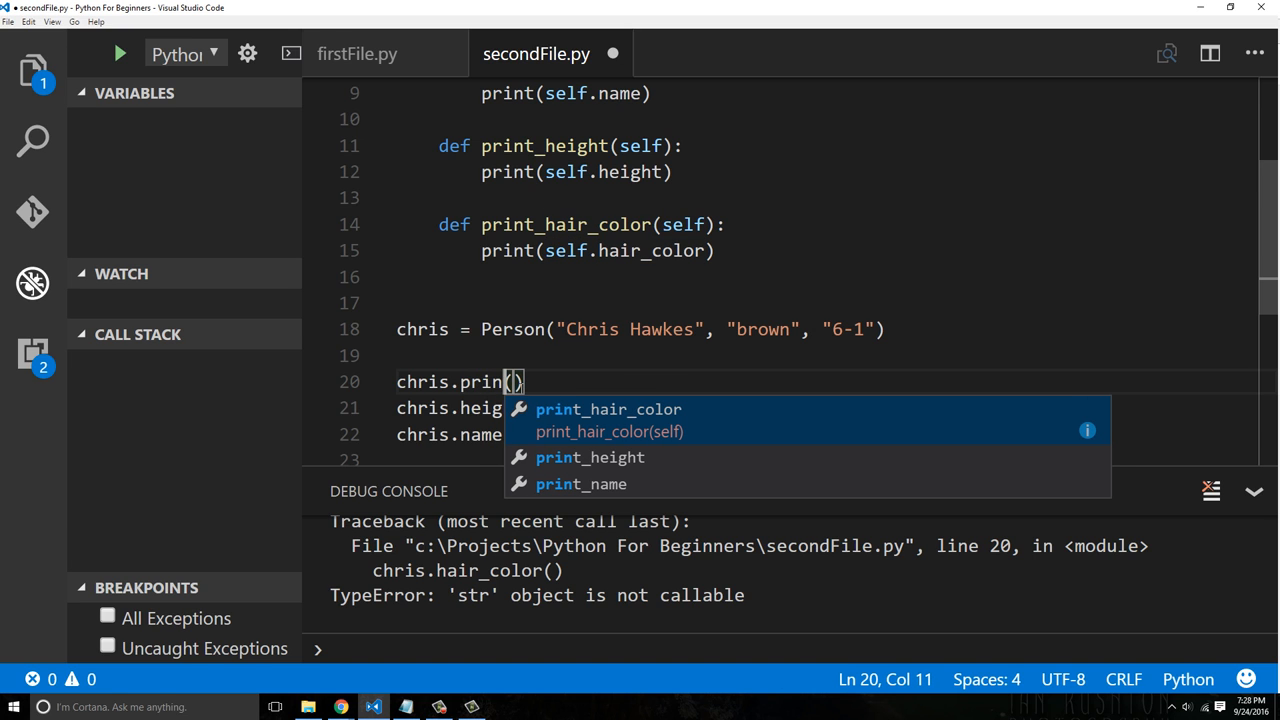 ● secondFile.py - Python For Beginners - Visual Studio Code
File Edit View Go Help
Pytho
firstFile.py
secondFile.py ●
VARIABLES
WATCH
CALL STACK
BREAKPOINTS
All Exceptions
Uncaught Exceptions
1
2
9 print(self.name)
10
11 def print_height(self):
12 print(self.height)
13
14 def print_hair_color(self):
15 print(self.hair_color)
16
17
18 chris = Person("Chris Hawkes", "brown", "6-1")
19
20 chris.prin()
21 chris.heig
22 chris.name
23
print_hair_color
print_hair_color(self)
print_height
print_name
DEBUG CONSOLE
Traceback (most recent call last):
File "c:\Projects\Python For Beginners\secondFile.py", line 20, in <module>
chris.hair_color()
TypeError: 'str' object is not callable
0 0
Ln 20, Col 11 Spaces: 4 UTF-8 CRLF Python
I'm Cortana. Ask me anything.
7:28 PM
9/24/2016